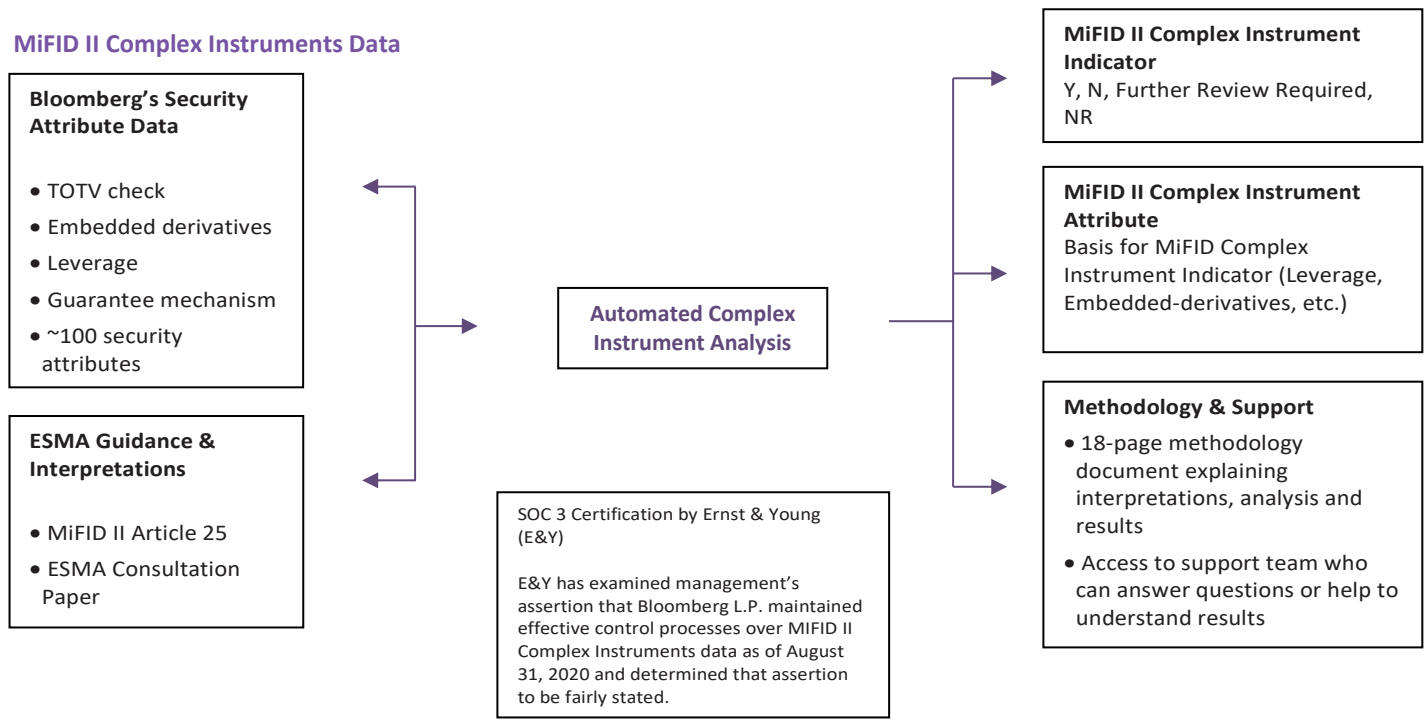 MiFID II Complex Instruments Data
Bloomberg's Security
Attribute Data
• TOTV check
• Embedded derivatives
• Leverage
• Guarantee mechanism
• ~100 security
attributes
ESMA Guidance &
Interpretations
• MiFID II Article 25
• ESMA Consultation
Paper
Automated Complex
Instrument Analysis
SOC 3 Certification by Ernst & Young
(E&Y)
E&Y has examined management's
assertion that Bloomberg L.P. maintained
effective control processes over MIFID II
Complex Instruments data as of August
31, 2020 and determined that assertion
to be fairly stated.
MiFID II Complex Instrument
Indicator
Y, N, Further Review Required,
NR
MiFID II Complex Instrument
Attribute
Basis for MiFID Complex
Instrument Indicator (Leverage,
Embedded-derivatives, etc.)
Methodology & Support
• 18-page methodology
document explaining
interpretations, analysis and
results
• Access to support team who
can answer questions or help to
understand results